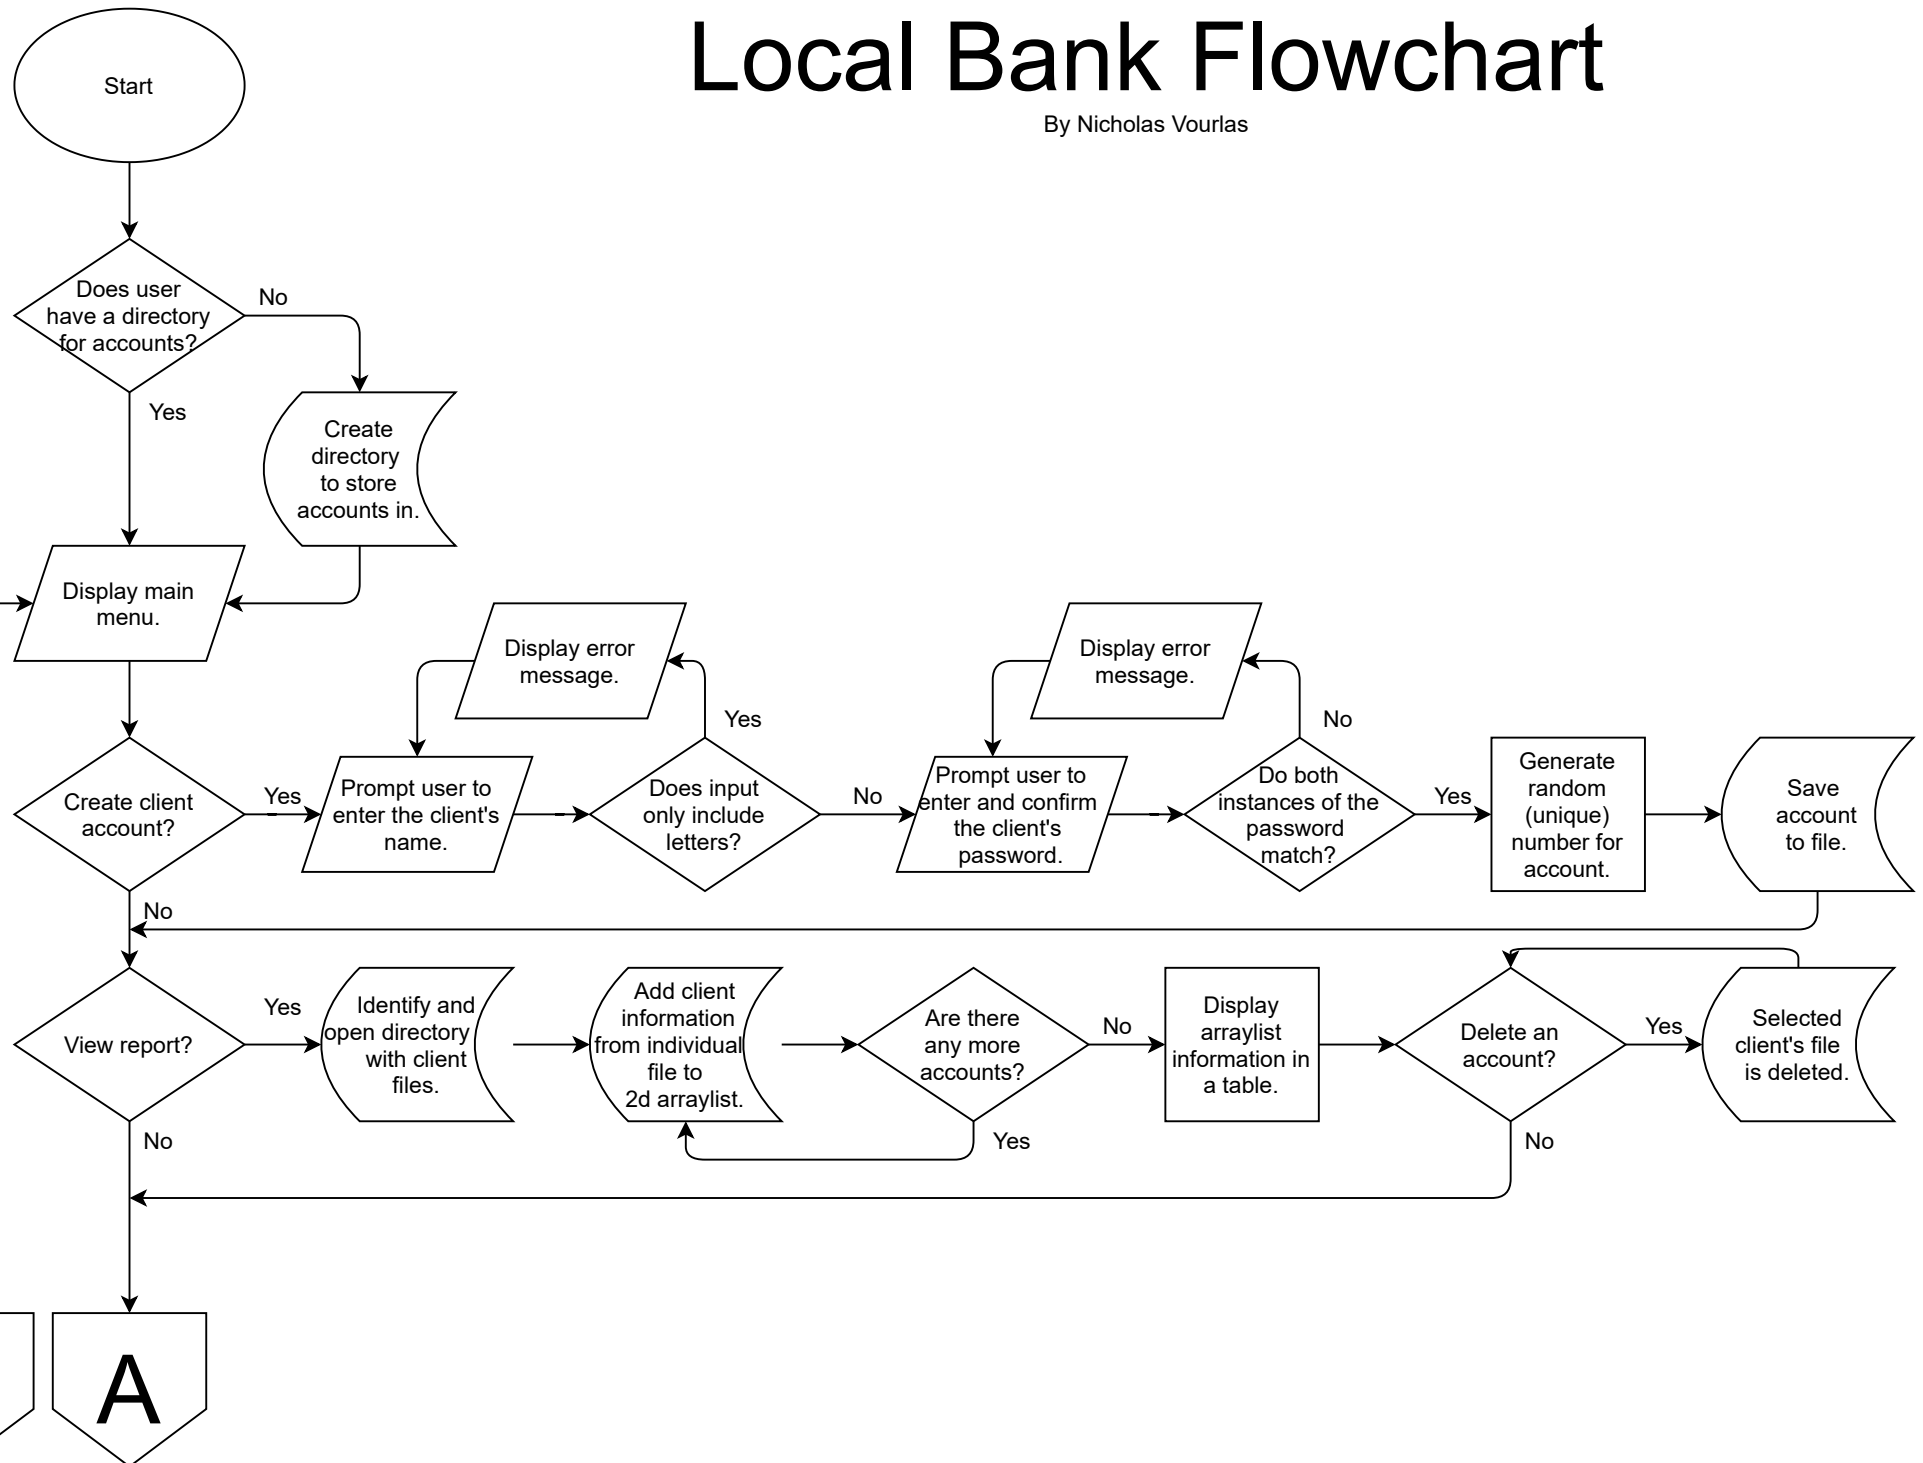 Local Bank Flowchart
By Nicholas Vourlas
Start
Does user
have a directory
for accounts?
No
Yes
Create
directory
to store
accounts in.
Display main
menu.
Create client
account?
Yes
No
Prompt user to
enter the client's
name.
Display error
message.
Does input
only include
letters?
Yes
No
Prompt user to
enter and confirm
the client's
password.
Display error
message.
Do both
instances of the
password
match?
No
Yes
Generate
random
(unique)
number for
account.
Save
account
to file.
View report?
Yes
No
Identify and
open directory
with client
files.
Add client
information
from individual
file to
2d arraylist.
Are there
any more
accounts?
Yes
No
Display
arraylist
information in
a table.
Delete an
account?
Yes
No
Selected
client's file
is deleted.
A